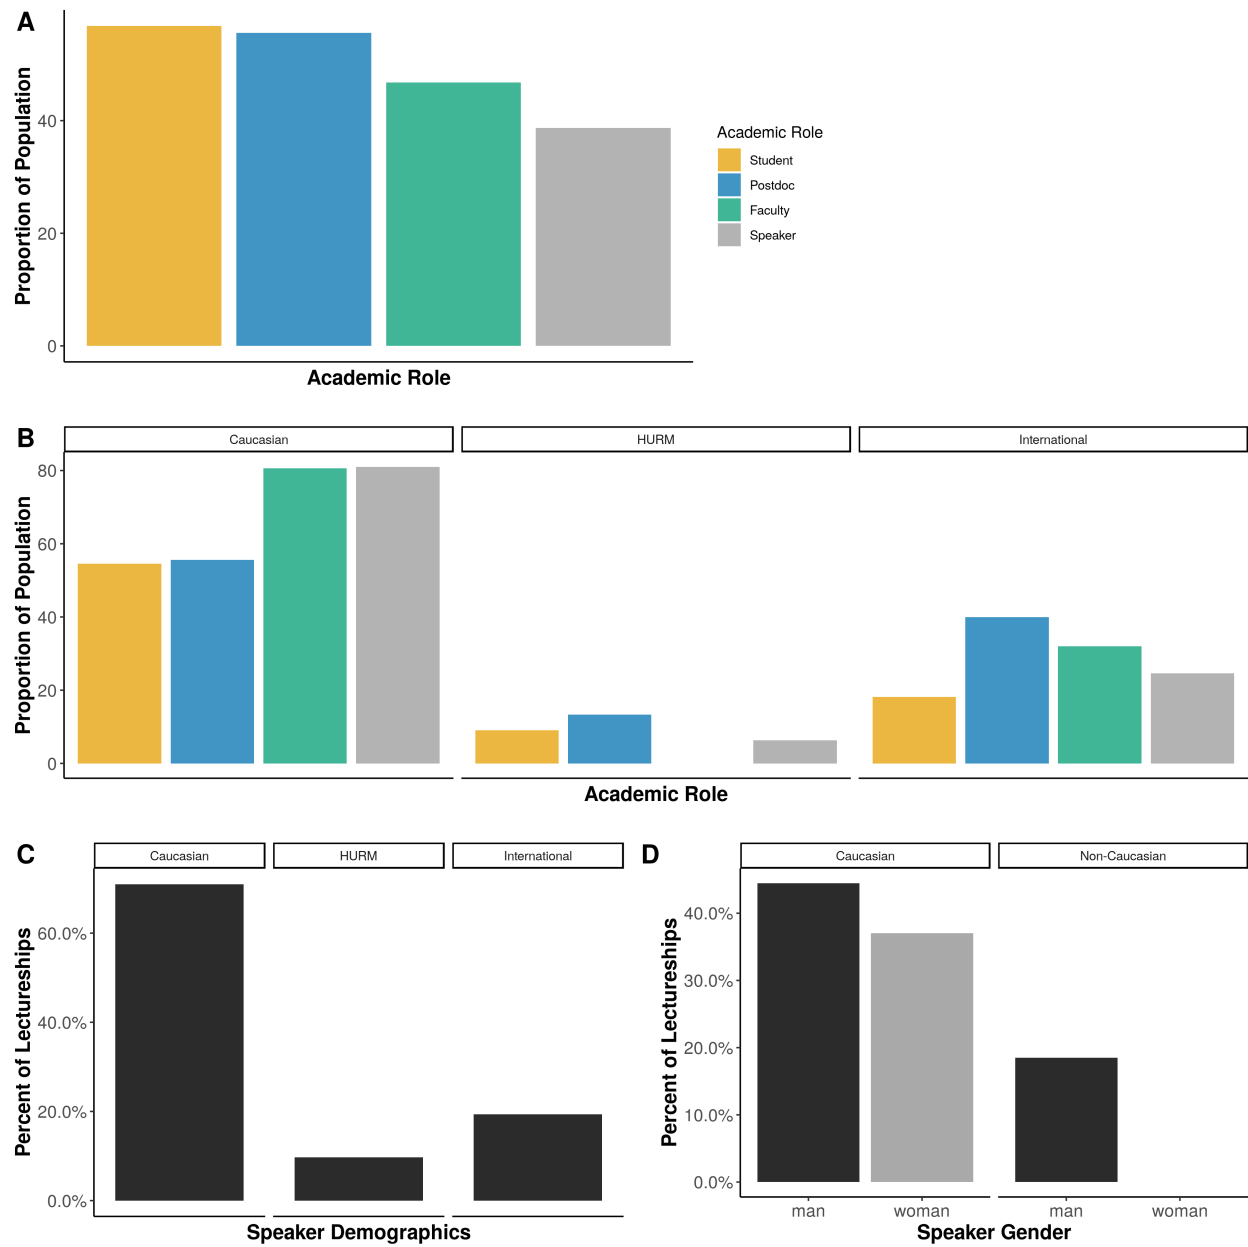 A
Proportion of Population
40
20
0
Academic Role
Academic Role
Student
Postdoc
Faculty
Speaker
B
Caucasian
HURM
International
Proportion of Population
80
60
40
20
0
Academic Role
C
Caucasian
HURM
International
Percent of Lectureships
60.0%
40.0%
20.0%
0.0%
Speaker Demographics
D
Caucasian
Non-Caucasian
Percent of Lectureships
40.0%
30.0%
20.0%
10.0%
0.0%
man
woman
man
woman
Speaker Gender